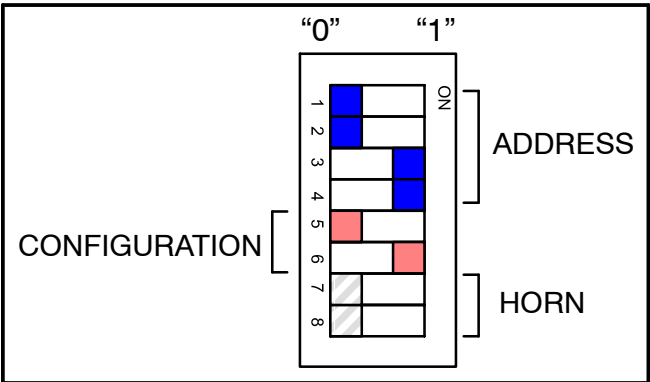 “0” “1”
ON
1
2
3
4
5
6
7
8
ADDRESS
CONFIGURATION
HORN